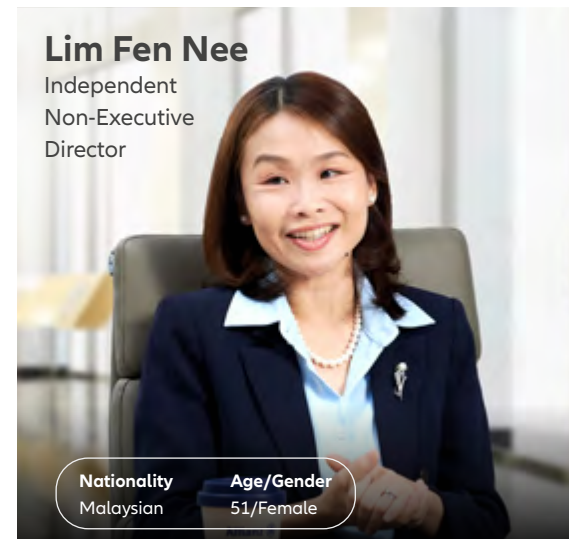 Lim Fen Nee
Independent
Non-Executive
Director
Nationality Age/Gender
Malaysian 51/Female